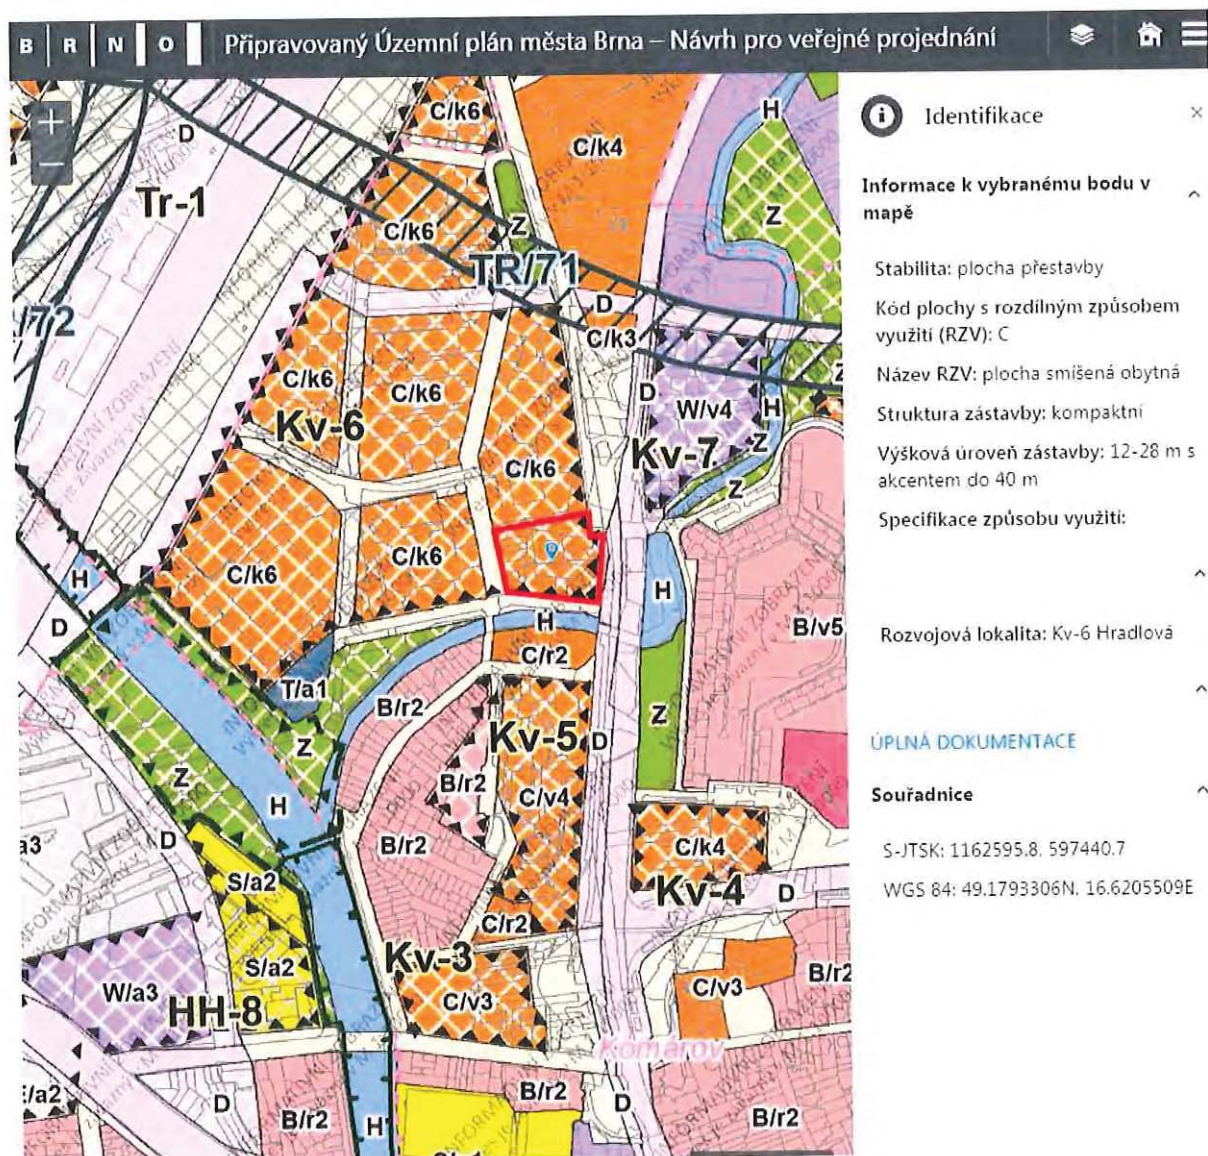 B R N O Připravovaný Územní plán města Brna – Návrh pro veřejné projednání
+
−
D
C/k6
C/k4
H
Tr-1
Z
Z
C/k6
TR/71
D
/72
C/k3
C/k6
C/k6
D
W/v4
H
Kv-6
Kv-7
Z
C/k6
Z
C/k6
C/k6
H
H
H
D
B/v5
C/r2
T/a1
B/r2
Z
Kv-5
D
Z
Z
B/r2
C/v4
H
a3
D
B/r2
C/k4
S/a2
Kv-4
D
C/r2
Kv-3
S/a2
B/r2
W/a3
C/v3
C/v3
HH-8
Komárov
/a2
D
B/r2
B/r2
D
B/r2
H
INFORMATIVNÍ ZOBRAZENÍ
i Identifikace ×
Informace k vybranému bodu v
mapě
Stabilita: plocha přestavby
Kód plochy s rozdílným způsobem
využití (RZV): C
Název RZV: plocha smíšená obytná
Struktura zástavby: kompaktní
Výšková úroveň zástavby: 12-28 m s
akcentem do 40 m
Specifikace způsobu využití:
Rozvojová lokalita: Kv-6 Hradlová
ÚPLNÁ DOKUMENTACE
Souřadnice
S-JTSK: 1162595.8, 597440.7
WGS 84: 49.1793306N, 16.6205509E